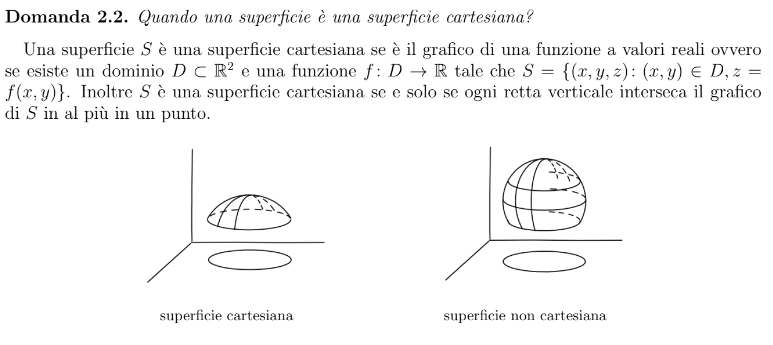 Domanda 2.2. Quando una superficie è una superficie cartesiana?
Una superficie S è una superficie cartesiana se è il grafico di una funzione a valori reali ovvero
se esiste un dominio D ⊂ ℝ² e una funzione f: D → ℝ tale che S = {(x, y, z): (x, y) ∈ D, z =
f(x, y)}. Inoltre S è una superficie cartesiana se e solo se ogni retta verticale interseca il grafico
di S in al più in un punto.
superficie cartesiana
superficie non cartesiana